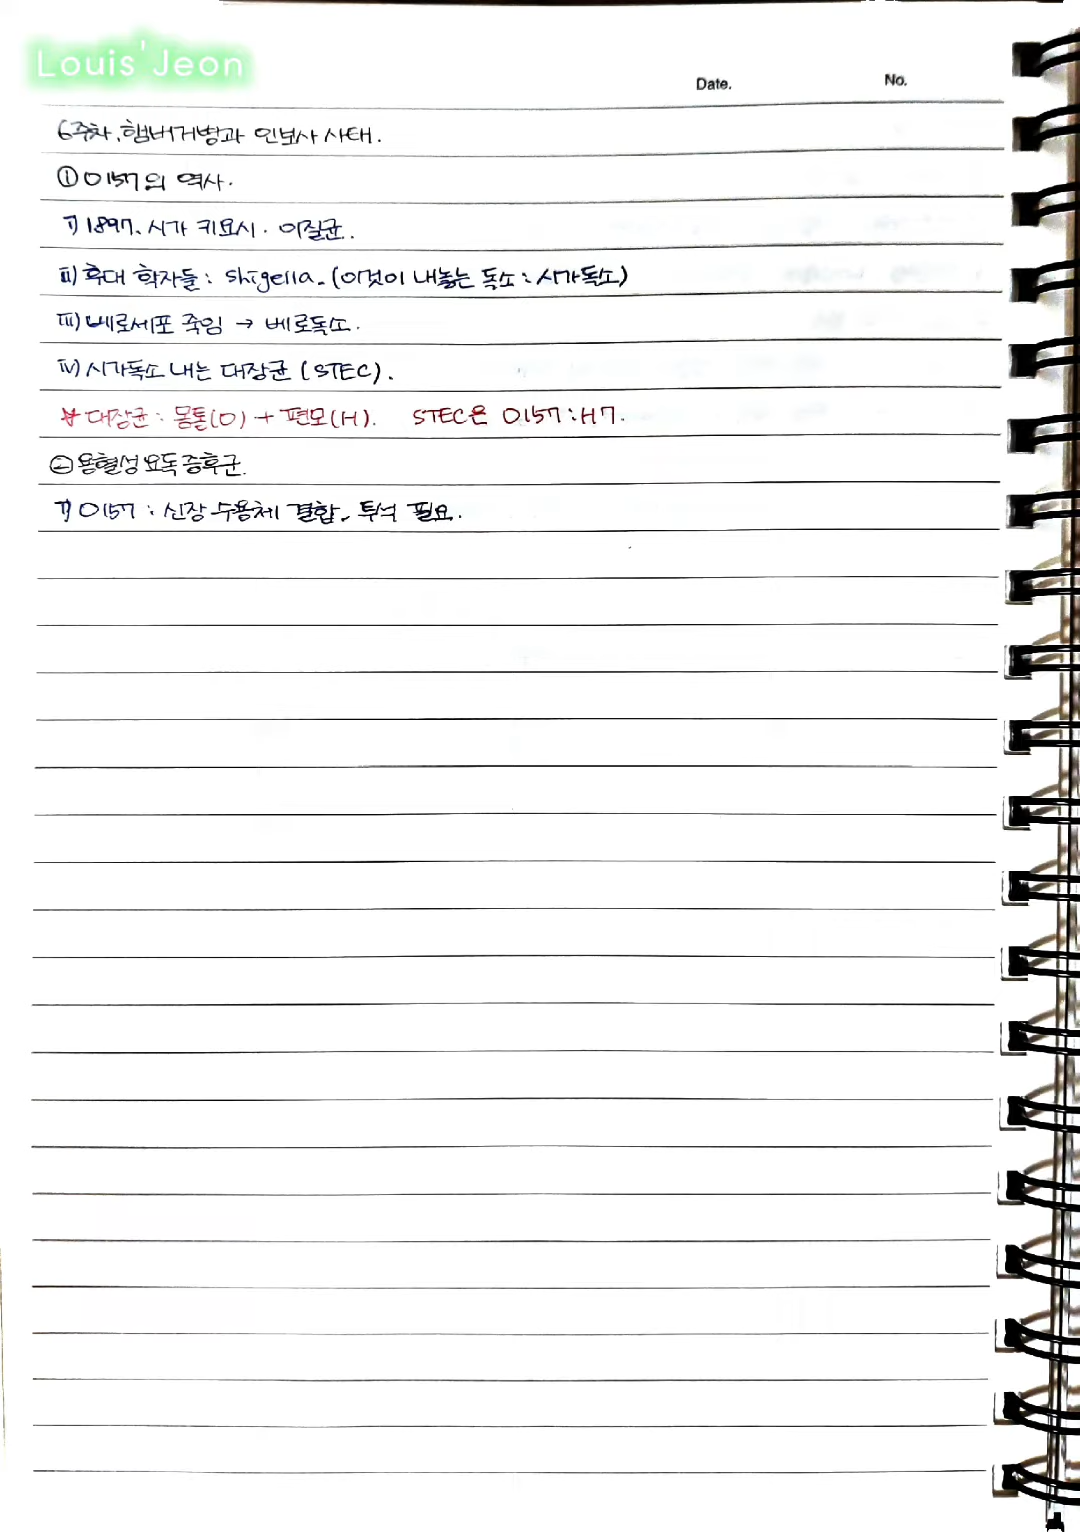 Louis'Jeon
Date. No.
6주차. 햄버거병과 인보사 사태.
① O157의 역사.
ⅰ) 1897. 시가 키요시. 이질균.
ⅱ) 후대 학자들 : Shigella. (이것이 내놓는 독소 : 시가독소)
ⅲ) 베로세포 죽임 → 베로독소.
ⅳ) 시가독소 내는 대장균 (STEC).
* 대장균 : 몸통(O) + 편모(H). STEC은 O157:H7.
② 용혈성 요독 증후군.
ⅰ) O157 : 신장 수용체 결합. 투석 필요.